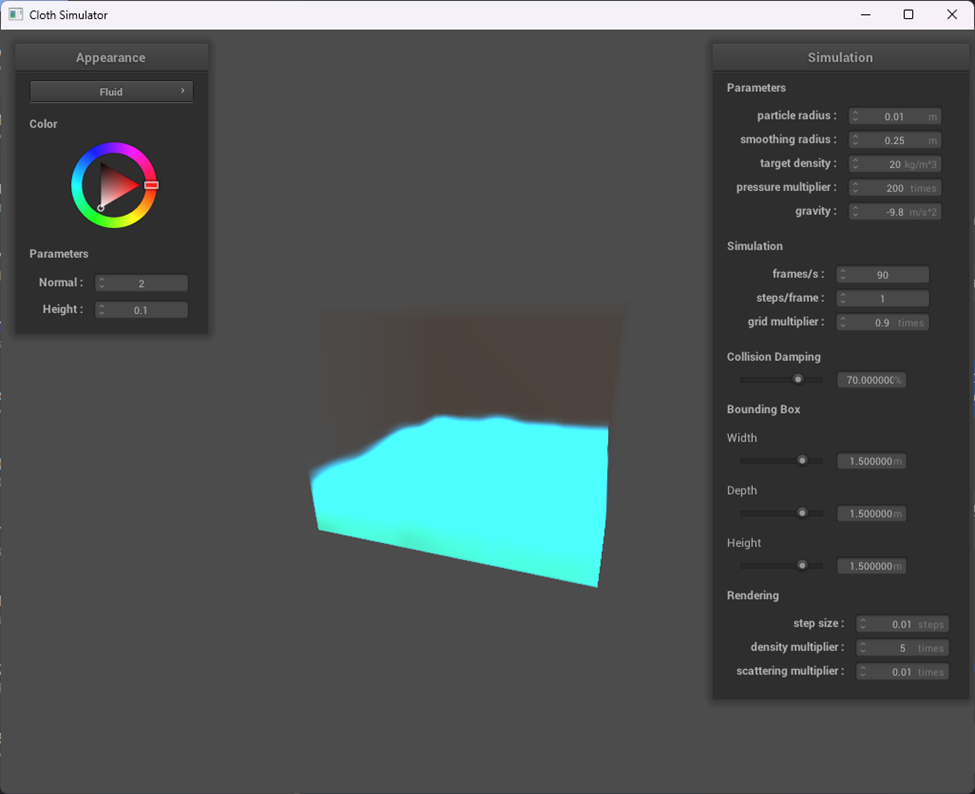 Cloth Simulator
Appearance
Fluid
Color
Parameters
Normal : 2
Height : 0.1
Simulation
Parameters
particle radius : 0.01 m
smoothing radius : 0.25 m
target density : 20 kg/m^3
pressure multiplier : 200 times
gravity : -9.8 m/s^2
Simulation
frames/s : 90
steps/frame : 1
grid multiplier : 0.9 times
Collision Damping
70.000000%
Bounding Box
Width
1.500000m
Depth
1.500000m
Height
1.500000m
Rendering
step size : 0.01 steps
density multiplier : 5 times
scattering multiplier : 0.01 times